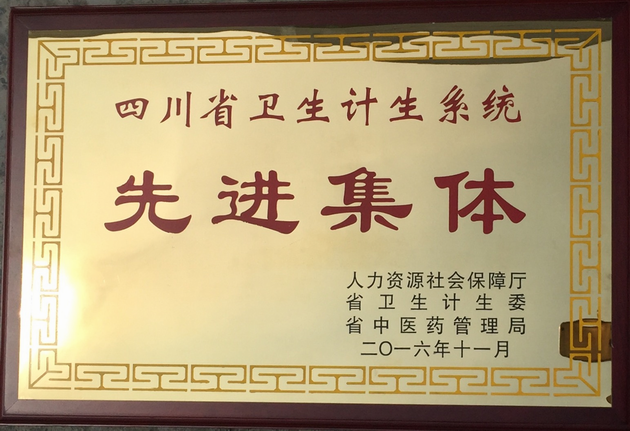 四川省卫生计生系统
先进集体
人力资源社会保障厅
省卫生计生委
省中医药管理局
二〇一六年十一月